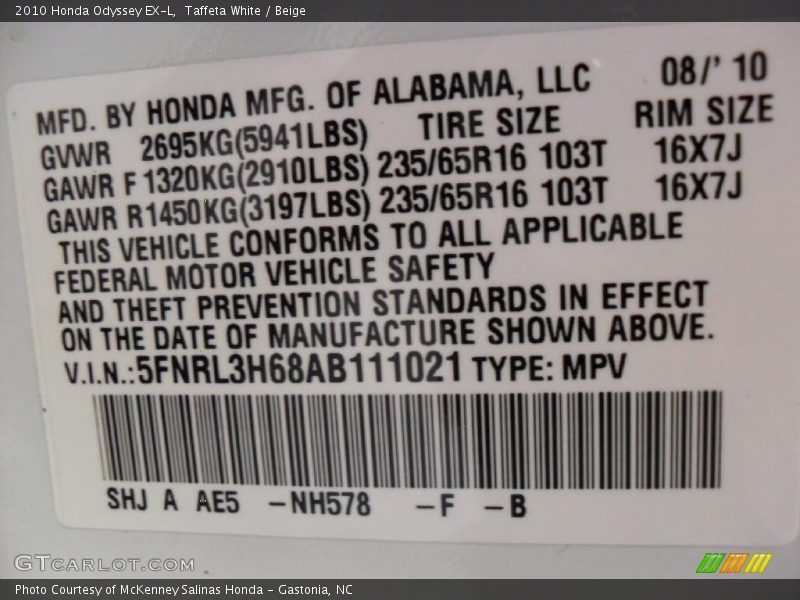 2010 Honda Odyssey EX-L,  Taffeta White / Beige
MFD. BY HONDA MFG. OF ALABAMA, LLC 08/' 10
GVWR 2695KG(5941LBS) TIRE SIZE RIM SIZE
GAWR F 1320KG(2910LBS) 235/65R16 103T 16X7J
GAWR R1450KG(3197LBS) 235/65R16 103T 16X7J
THIS VEHICLE CONFORMS TO ALL APPLICABLE
FEDERAL MOTOR VEHICLE SAFETY
AND THEFT PREVENTION STANDARDS IN EFFECT
ON THE DATE OF MANUFACTURE SHOWN ABOVE.
V.I.N.:5FNRL3H68AB111021 TYPE: MPV
SHJ A AE5 -NH578 -F -B
GTCARLOT.COM
Photo Courtesy of McKenney Salinas Honda - Gastonia, NC